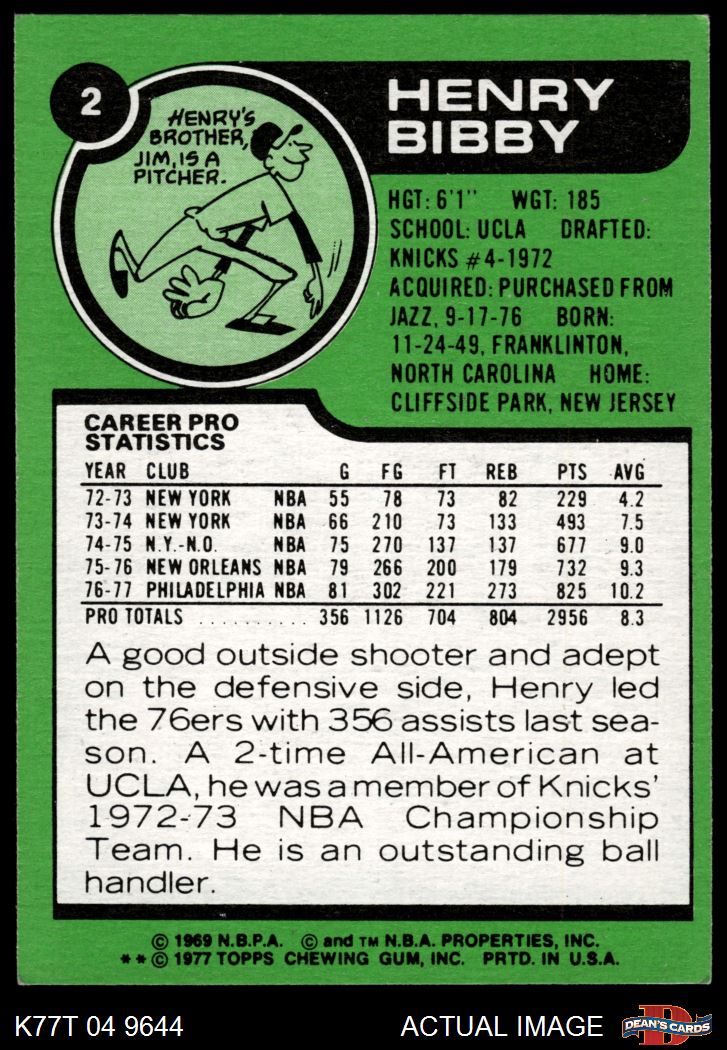 2
HENRY'S
BROTHER,
JIM, IS A
PITCHER.
HENRY
BIBBY
HGT: 6'1" WGT: 185
SCHOOL: UCLA DRAFTED:
KNICKS #4-1972
ACQUIRED: PURCHASED FROM
JAZZ, 9-17-76 BORN:
11-24-49, FRANKLINTON,
NORTH CAROLINA HOME:
CLIFFSIDE PARK, NEW JERSEY
CAREER PRO
STATISTICS
YEAR CLUB G FG FT REB PTS AVG
72-73 NEW YORK NBA 55 78 73 82 229 4.2
73-74 NEW YORK NBA 66 210 73 133 493 7.5
74-75 N.Y.-N.O. NBA 75 270 137 137 677 9.0
75-76 NEW ORLEANS NBA 79 266 200 179 732 9.3
76-77 PHILADELPHIA NBA 81 302 221 273 825 10.2
PRO TOTALS .......... 356 1126 704 804 2956 8.3
A good outside shooter and adept
on the defensive side, Henry led
the 76ers with 356 assists last sea-
son. A 2-time All-American at
UCLA, he was a member of Knicks'
1972-73 NBA Championship
Team. He is an outstanding ball
handler.
© 1969 N.B.P.A. © and TM N.B.A. PROPERTIES, INC.
**© 1977 TOPPS CHEWING GUM, INC. PRTD. IN U.S.A.
K77T 04 9644 ACTUAL IMAGE
D
DEAN'S CARDS